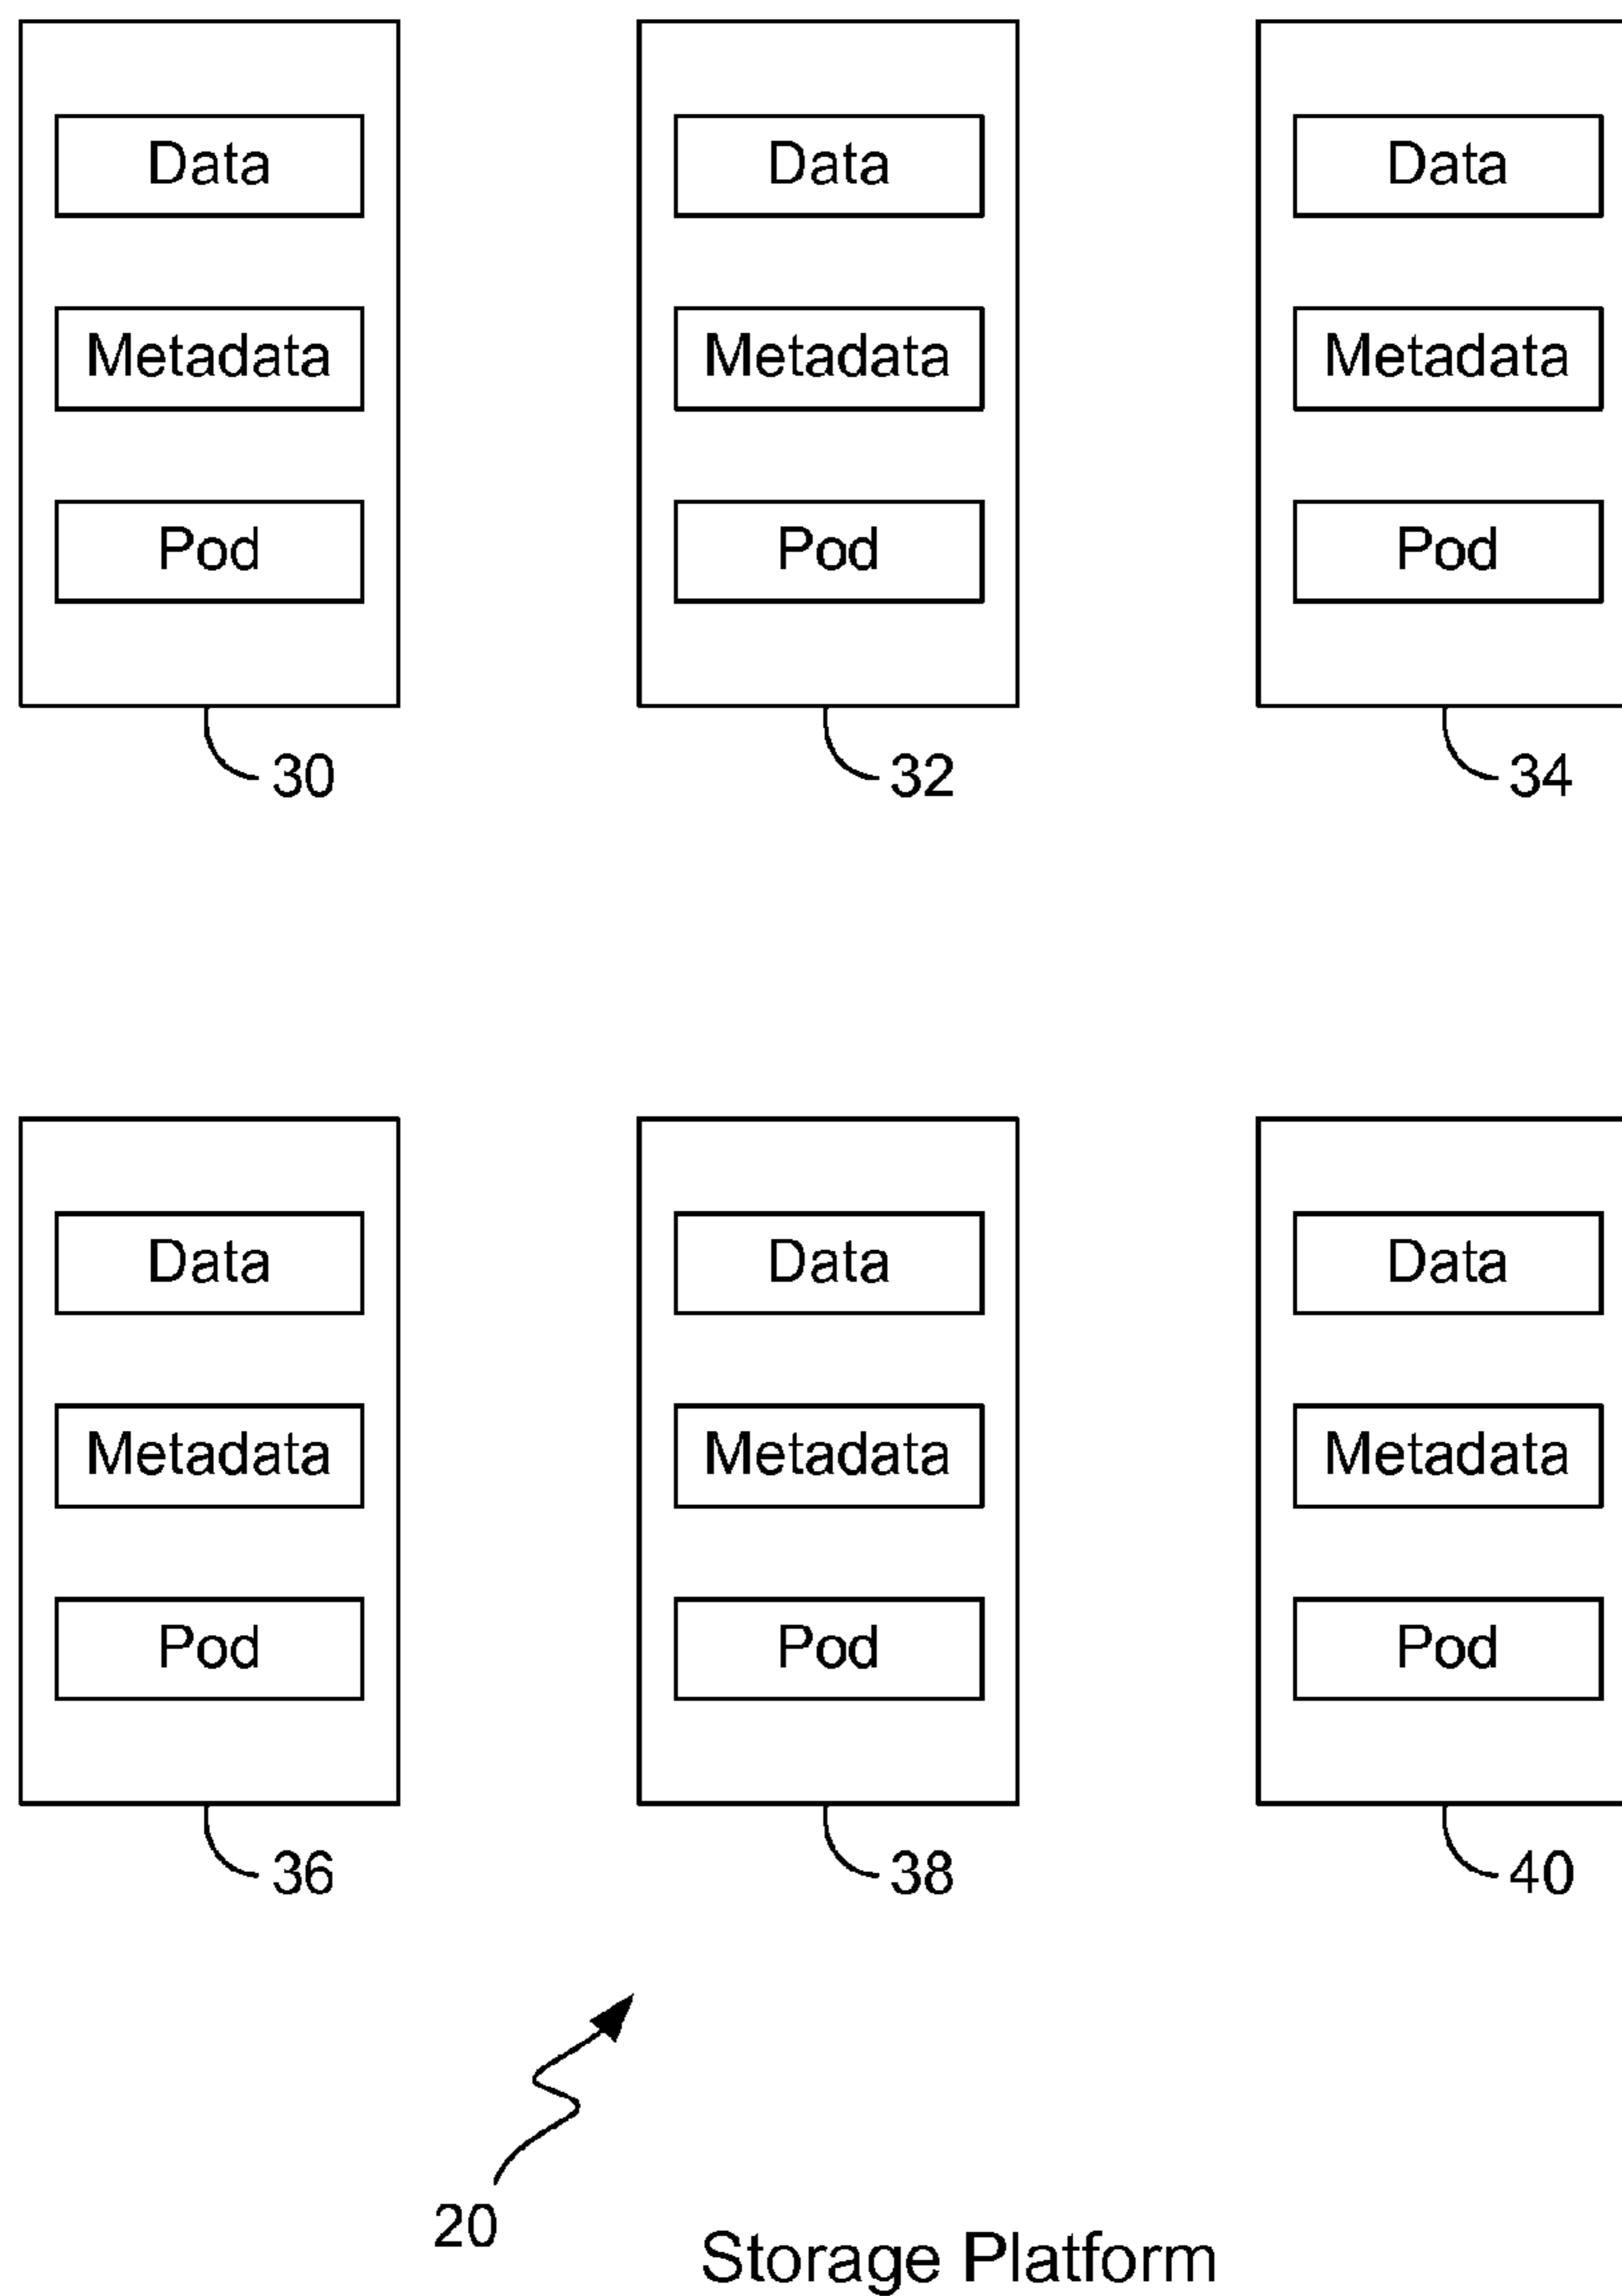 Data Data Data
Metadata Metadata Metadata
Pod Pod Pod
30 32 34
Data Data Data
Metadata Metadata Metadata
Pod Pod Pod
36 38 40
20
Storage Platform